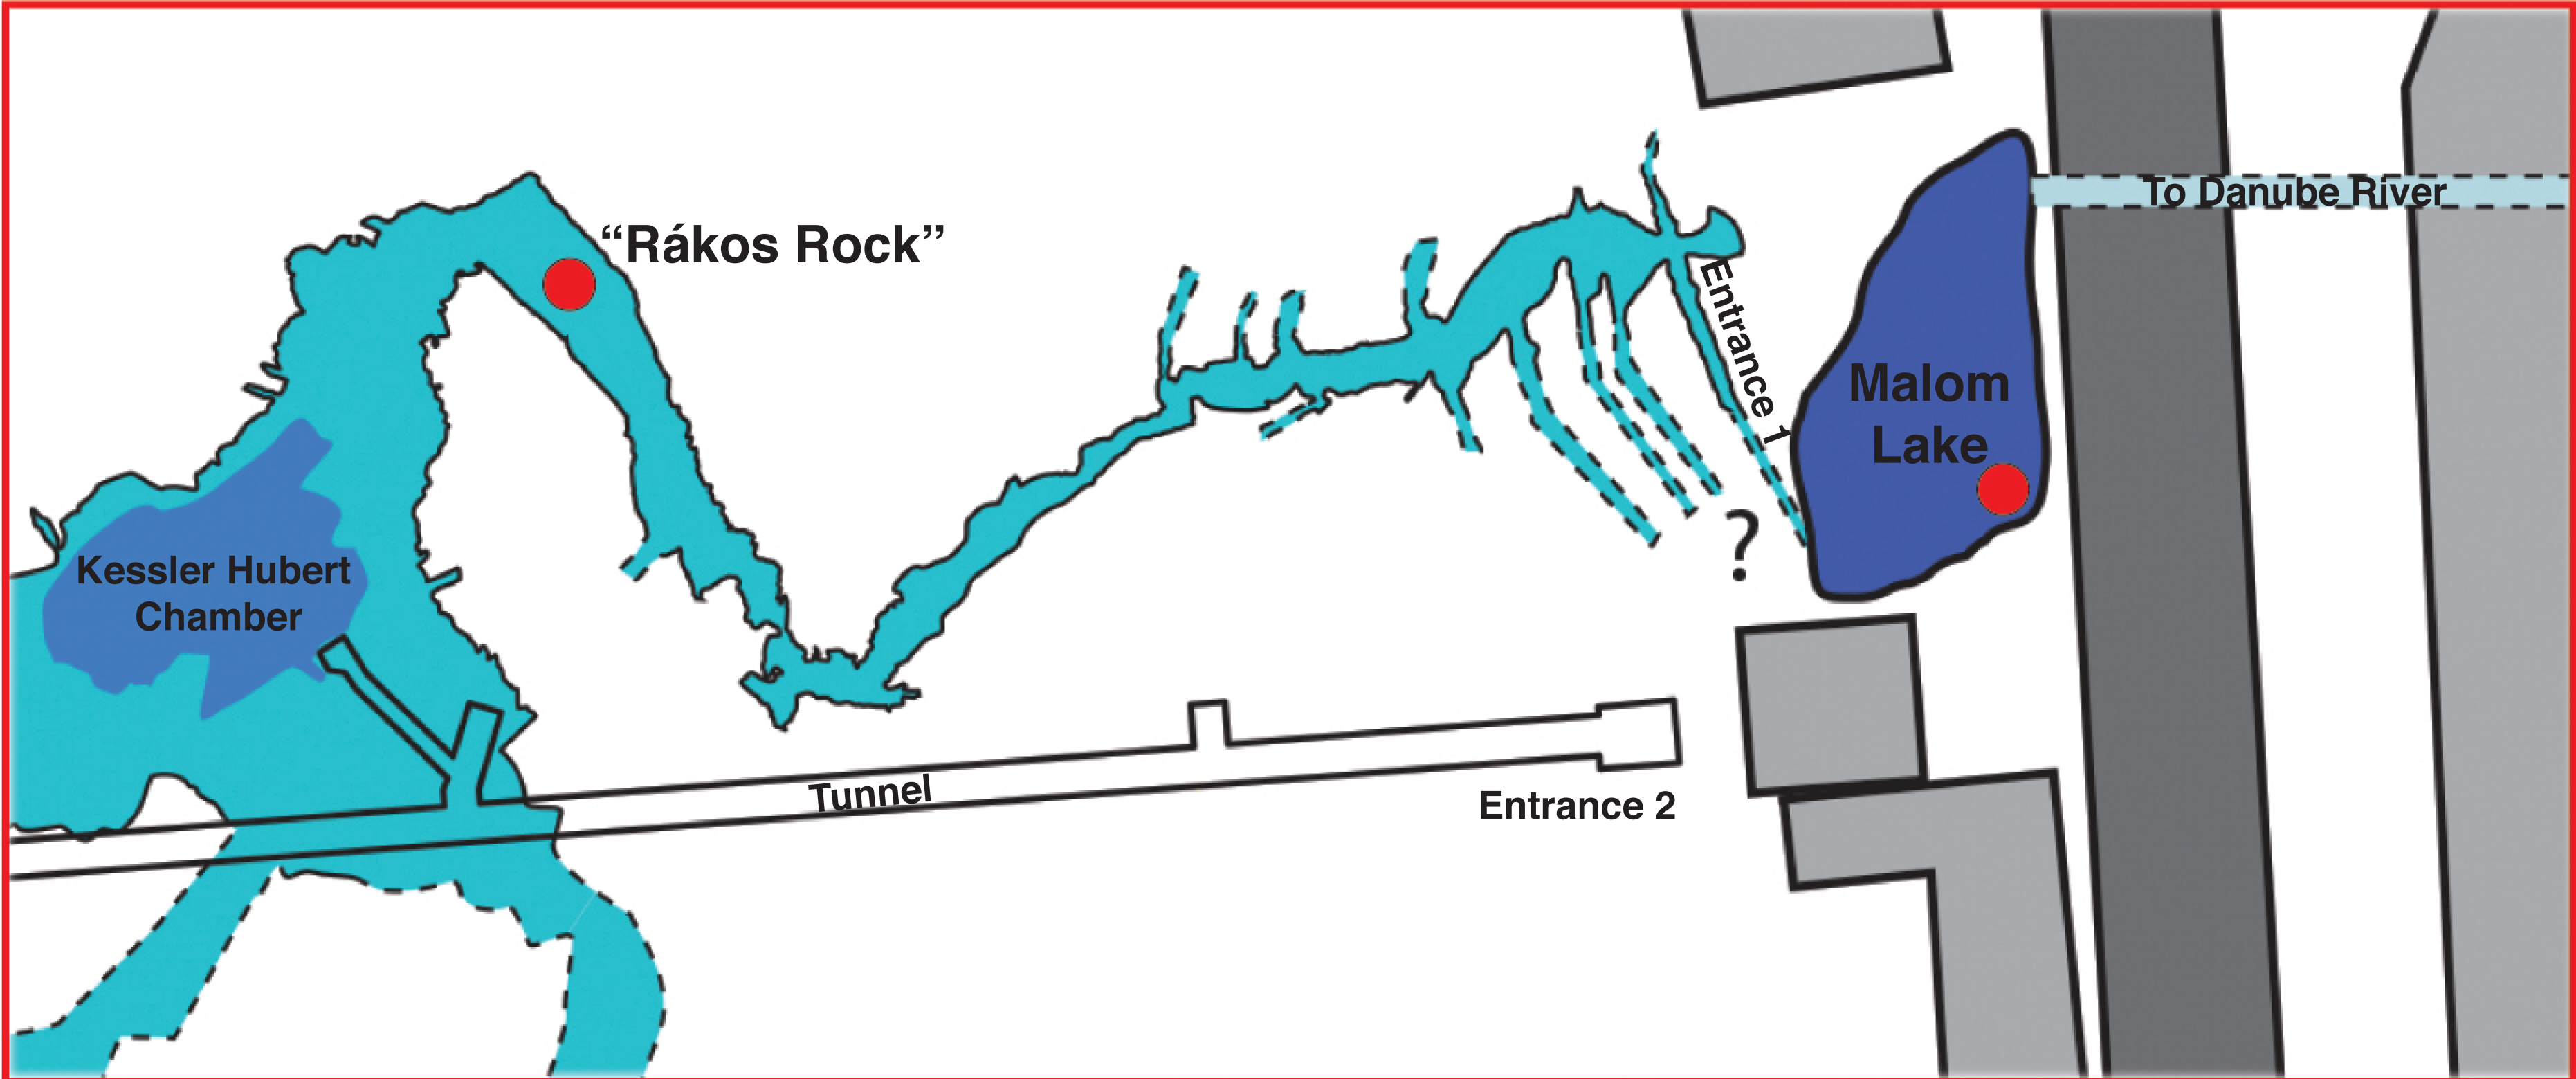 To Danube River
“Rákos Rock”
Entrance 1
Malom
Lake
?
Kessler Hubert
Chamber
Tunnel
Entrance 2